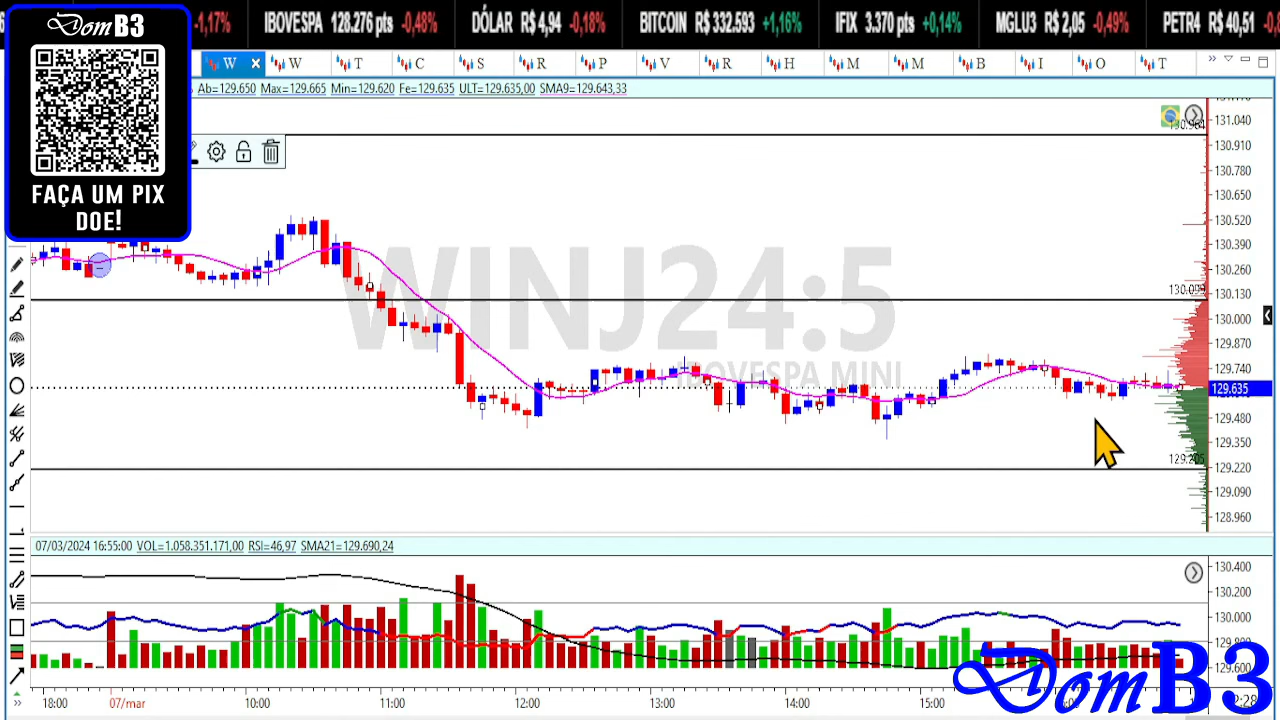 -1,17% IBOVESPA 128.276 pts -0,48% DÓLAR R$ 4,94 -0,18% BITCOIN R$ 332.593 +1,16% IFIX 3.370 pts +0,14% MGLU3 R$ 2,05 -0,49% PETR4 R$ 40,51
Dom B3
FAÇA UM PIX
DOE!
W W T C S R P V R H M M B I O T
Ab=129.650 Max=129.665 Min=129.620 Fe=129.635 ULT=129.635,00 SMA9=129.643,33
131.040
130.910
130.780
130.650
130.520
130.390
130.260
130.130
130.000
129.870
129.740
129.635
129.480
129.350
129.220
129.090
128.960
WINJ24:5
IBOVESPA MINI
07/03/2024 16:55:00 VOL=1.058.351.171,00 RSI=46,97 SMA21=129.690,24
130.400
130.200
130.000
129.600
18:00 07/mar 10:00 11:00 12:00 13:00 14:00 15:00
Dom B3